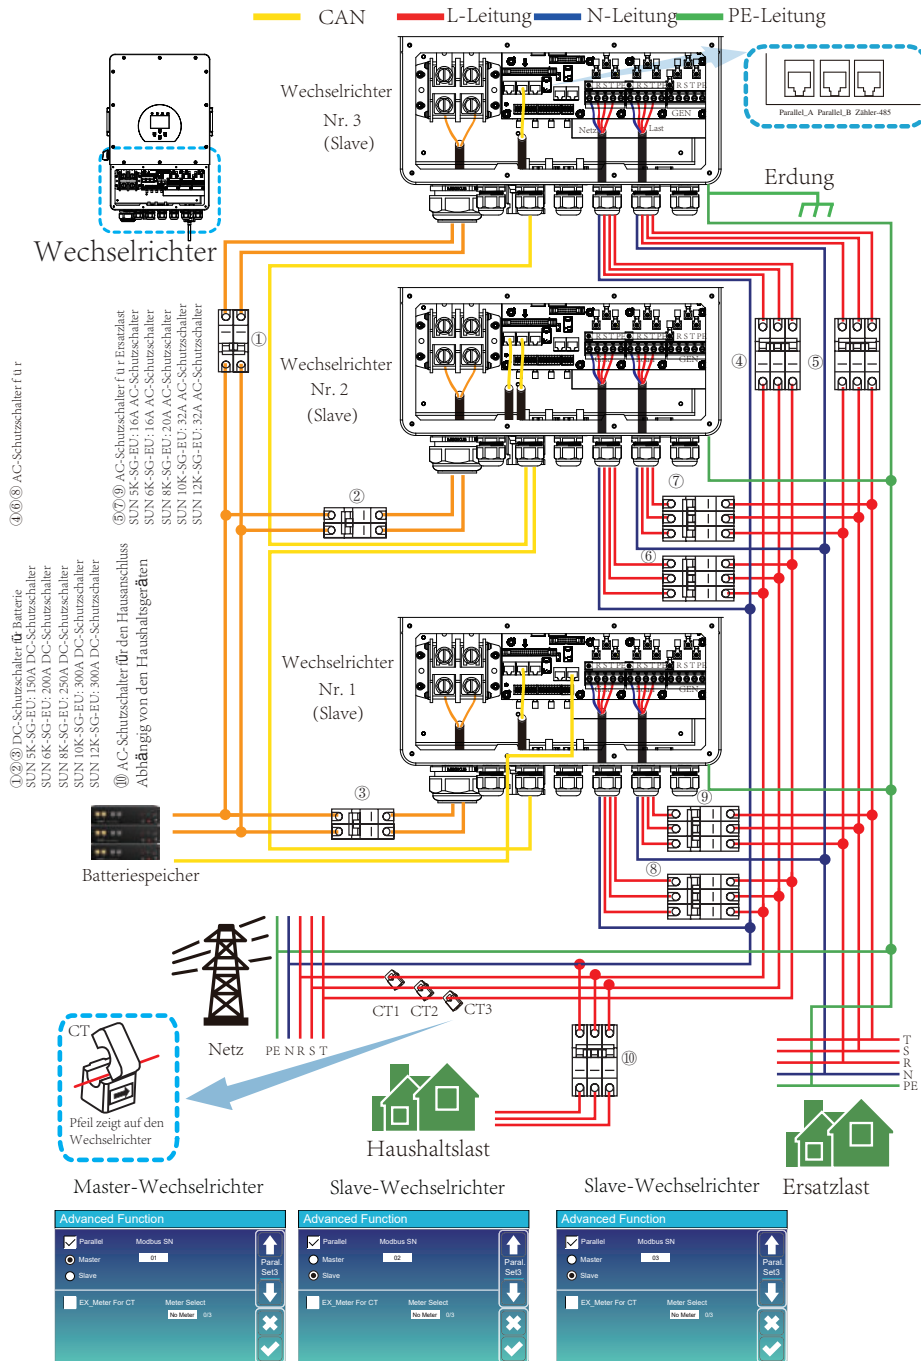 CAN
L-Leitung
N-Leitung
PE-Leitung
Wechselrichter
Nr. 3
(Slave)
R S T PE
GEN
Netz
Last
Parallel_A Parallel_B Zähler-485
Erdung
Wechselrichter
①
④⑥⑧ AC-Schutzschalter f ü r
⑤⑦⑨ AC-Schutzschalter f ü r Ersatzlast
SUN 5K-SG-EU: 16A AC-Schutzschalter
SUN 6K-SG-EU: 16A AC-Schutzschalter
SUN 8K-SG-EU: 20A AC-Schutzschalter
SUN 10K-SG-EU: 32A AC-Schutzschalter
SUN 12K-SG-EU: 32A AC-Schutzschalter
Wechselrichter
Nr. 2
(Slave)
R S T PE
GEN
④
⑤
②
⑦
⑥
①②③ DC-Schutzschalter für Batterie
SUN 5K-SG-EU: 150A DC-Schutzschalter
SUN 6K-SG-EU: 200A DC-Schutzschalter
SUN 8K-SG-EU: 250A DC-Schutzschalter
SUN 10K-SG-EU: 300A DC-Schutzschalter
SUN 12K-SG-EU: 300A DC-Schutzschalter
⑩ AC-Schutzschalter für den Hausanschluss
Abhängig von den Haushaltsgeräten
Wechselrichter
Nr. 1
(Slave)
R S T PE
GEN
③
⑨
⑧
Batteriespeicher
CT1
CT2
CT3
Netz
PE N R S T
⑩
T
S
R
N
PE
CT
Pfeil zeigt auf den
Wechselrichter
Haushaltslast
Ersatzlast
Master-Wechselrichter
Advanced Function
Parallel
Modbus SN
Master
01
Slave
Paral.
Set3
EX_Meter For CT
Meter Select
No Meter 0/3
Slave-Wechselrichter
Advanced Function
Parallel
Modbus SN
Master
02
Slave
Paral.
Set3
EX_Meter For CT
Meter Select
No Meter 0/3
Slave-Wechselrichter
Advanced Function
Parallel
Modbus SN
Master
03
Slave
Paral.
Set3
EX_Meter For CT
Meter Select
No Meter 0/3